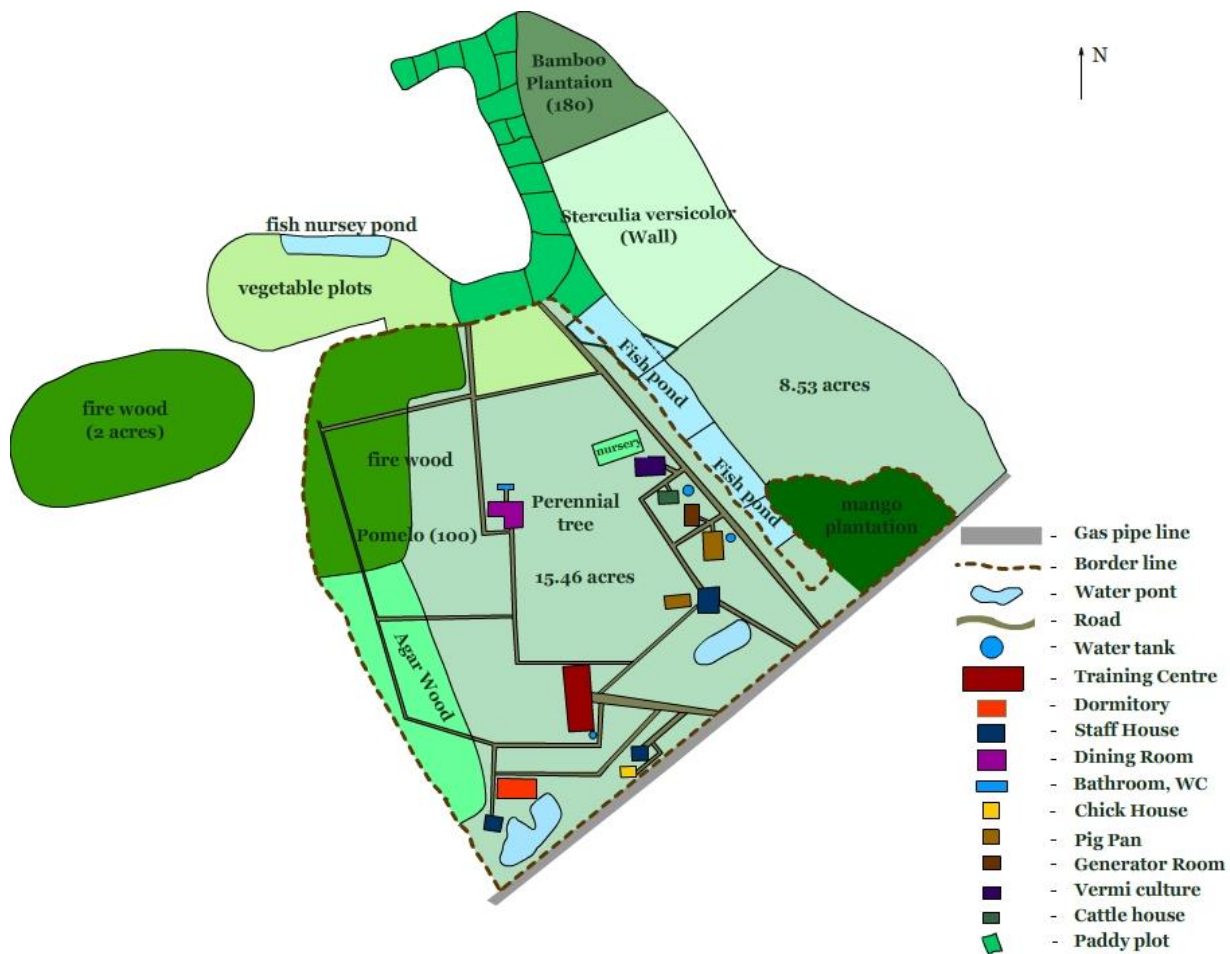 N
Bamboo
Plantaion
(180)
Sterculia versicolor
(Wall)
fish nursey pond
vegetable plots
Fish pond
8.53 acres
fire wood
(2 acres)
fire wood
nursery
Fish pond
mango
plantation
Perennial
tree
Pomelo (100)
15.46 acres
Agar Wood
- Gas pipe line
- Border line
- Water pont
- Road
- Water tank
- Training Centre
- Dormitory
- Staff House
- Dining Room
- Bathroom, WC
- Chick House
- Pig Pan
- Generator Room
- Vermi culture
- Cattle house
- Paddy plot